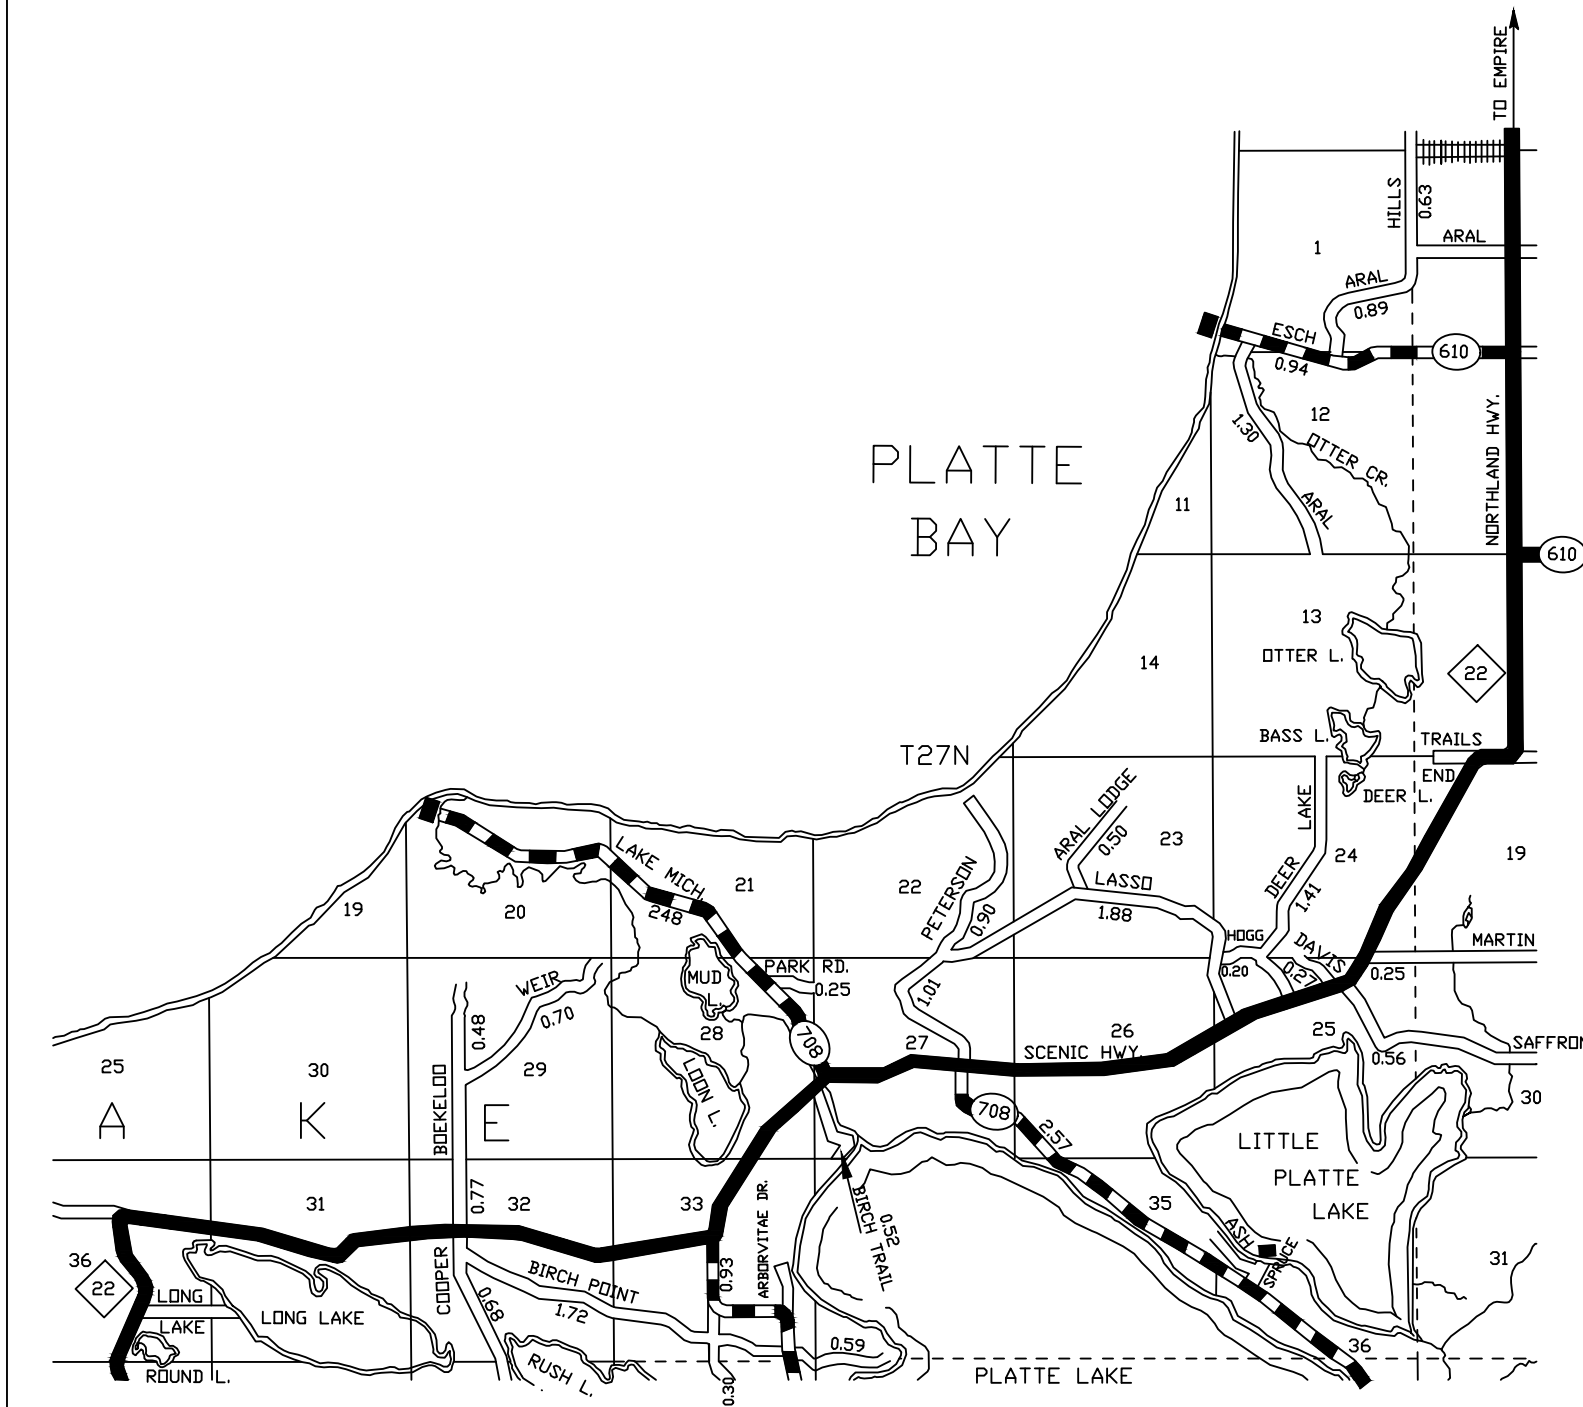 TO EMPIRE
HILLS
0.63
ARAL
1
ARAL
0.89
ESCH
0.94
610
12
1.30
OTTER CR.
NORTHLAND HWY.
PLATTE
BAY
11
ARAL
610
13
14
OTTER L.
22
T27N
BASS L.
TRAILS
END
DEER L.
ARAL LODGE
0.50
LAKE
DEER
1.41
23
24
19
LAKE MICH.
248
21
22
PETERSON
0.90
LASSO
1.88
19
20
HOGG
0.20
DAVIS
0.27
MARTIN
0.25
WEIR
0.70
MUD
L.
PARK RD.
0.25
1.01
0.48
28
708
27
26
25
SCENIC HWY.
SAFFRON
0.56
25
30
29
BOEKELOO
LOON L.
30
A K E
708
2.57
LITTLE
PLATTE
LAKE
31
0.77
32
33
ARBORVITAE DR.
BIRCH TRAIL
0.52
35
ASH
SPRUCE
31
36
22
LONG
LAKE
LONG LAKE
COOPER
0.68
BIRCH POINT
1.72
0.93
0.59
36
ROUND L.
RUSH L.
0.30
PLATTE LAKE